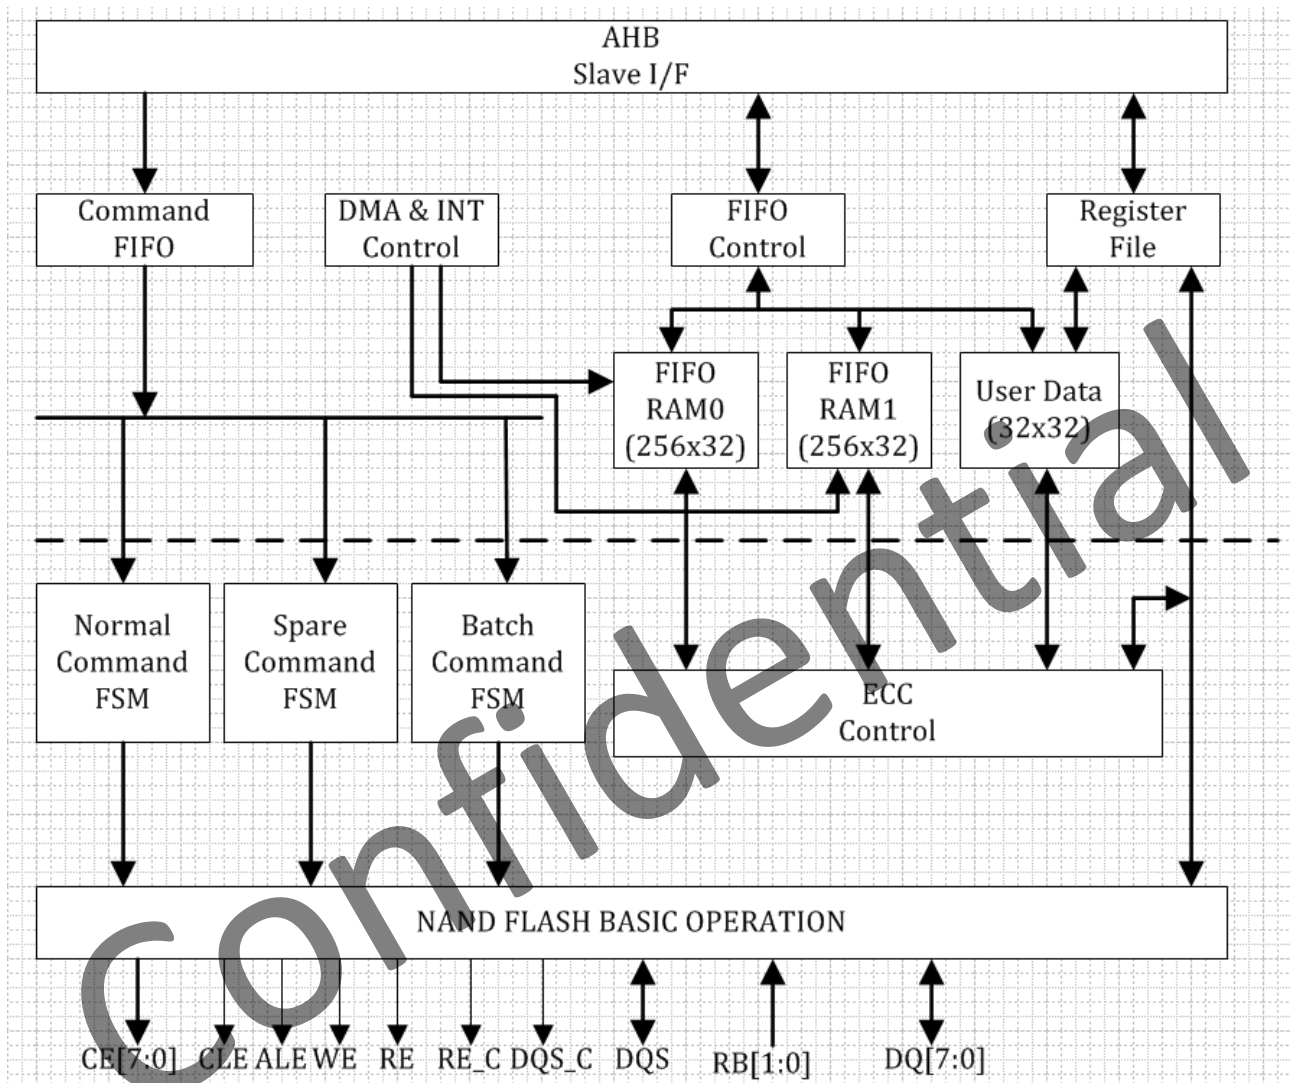 AHB
Slave I/F
Command
FIFO
DMA & INT
Control
FIFO
Control
Register
File
FIFO
RAM0
(256x32)
FIFO
RAM1
(256x32)
User Data
(32x32)
Normal
Command
FSM
Spare
Command
FSM
Batch
Command
FSM
ECC
Control
NAND FLASH BASIC OPERATION
CE[7:0] CLE ALE WE RE RE_C DQS_C DQS RB[1:0] DQ[7:0]
Confidential